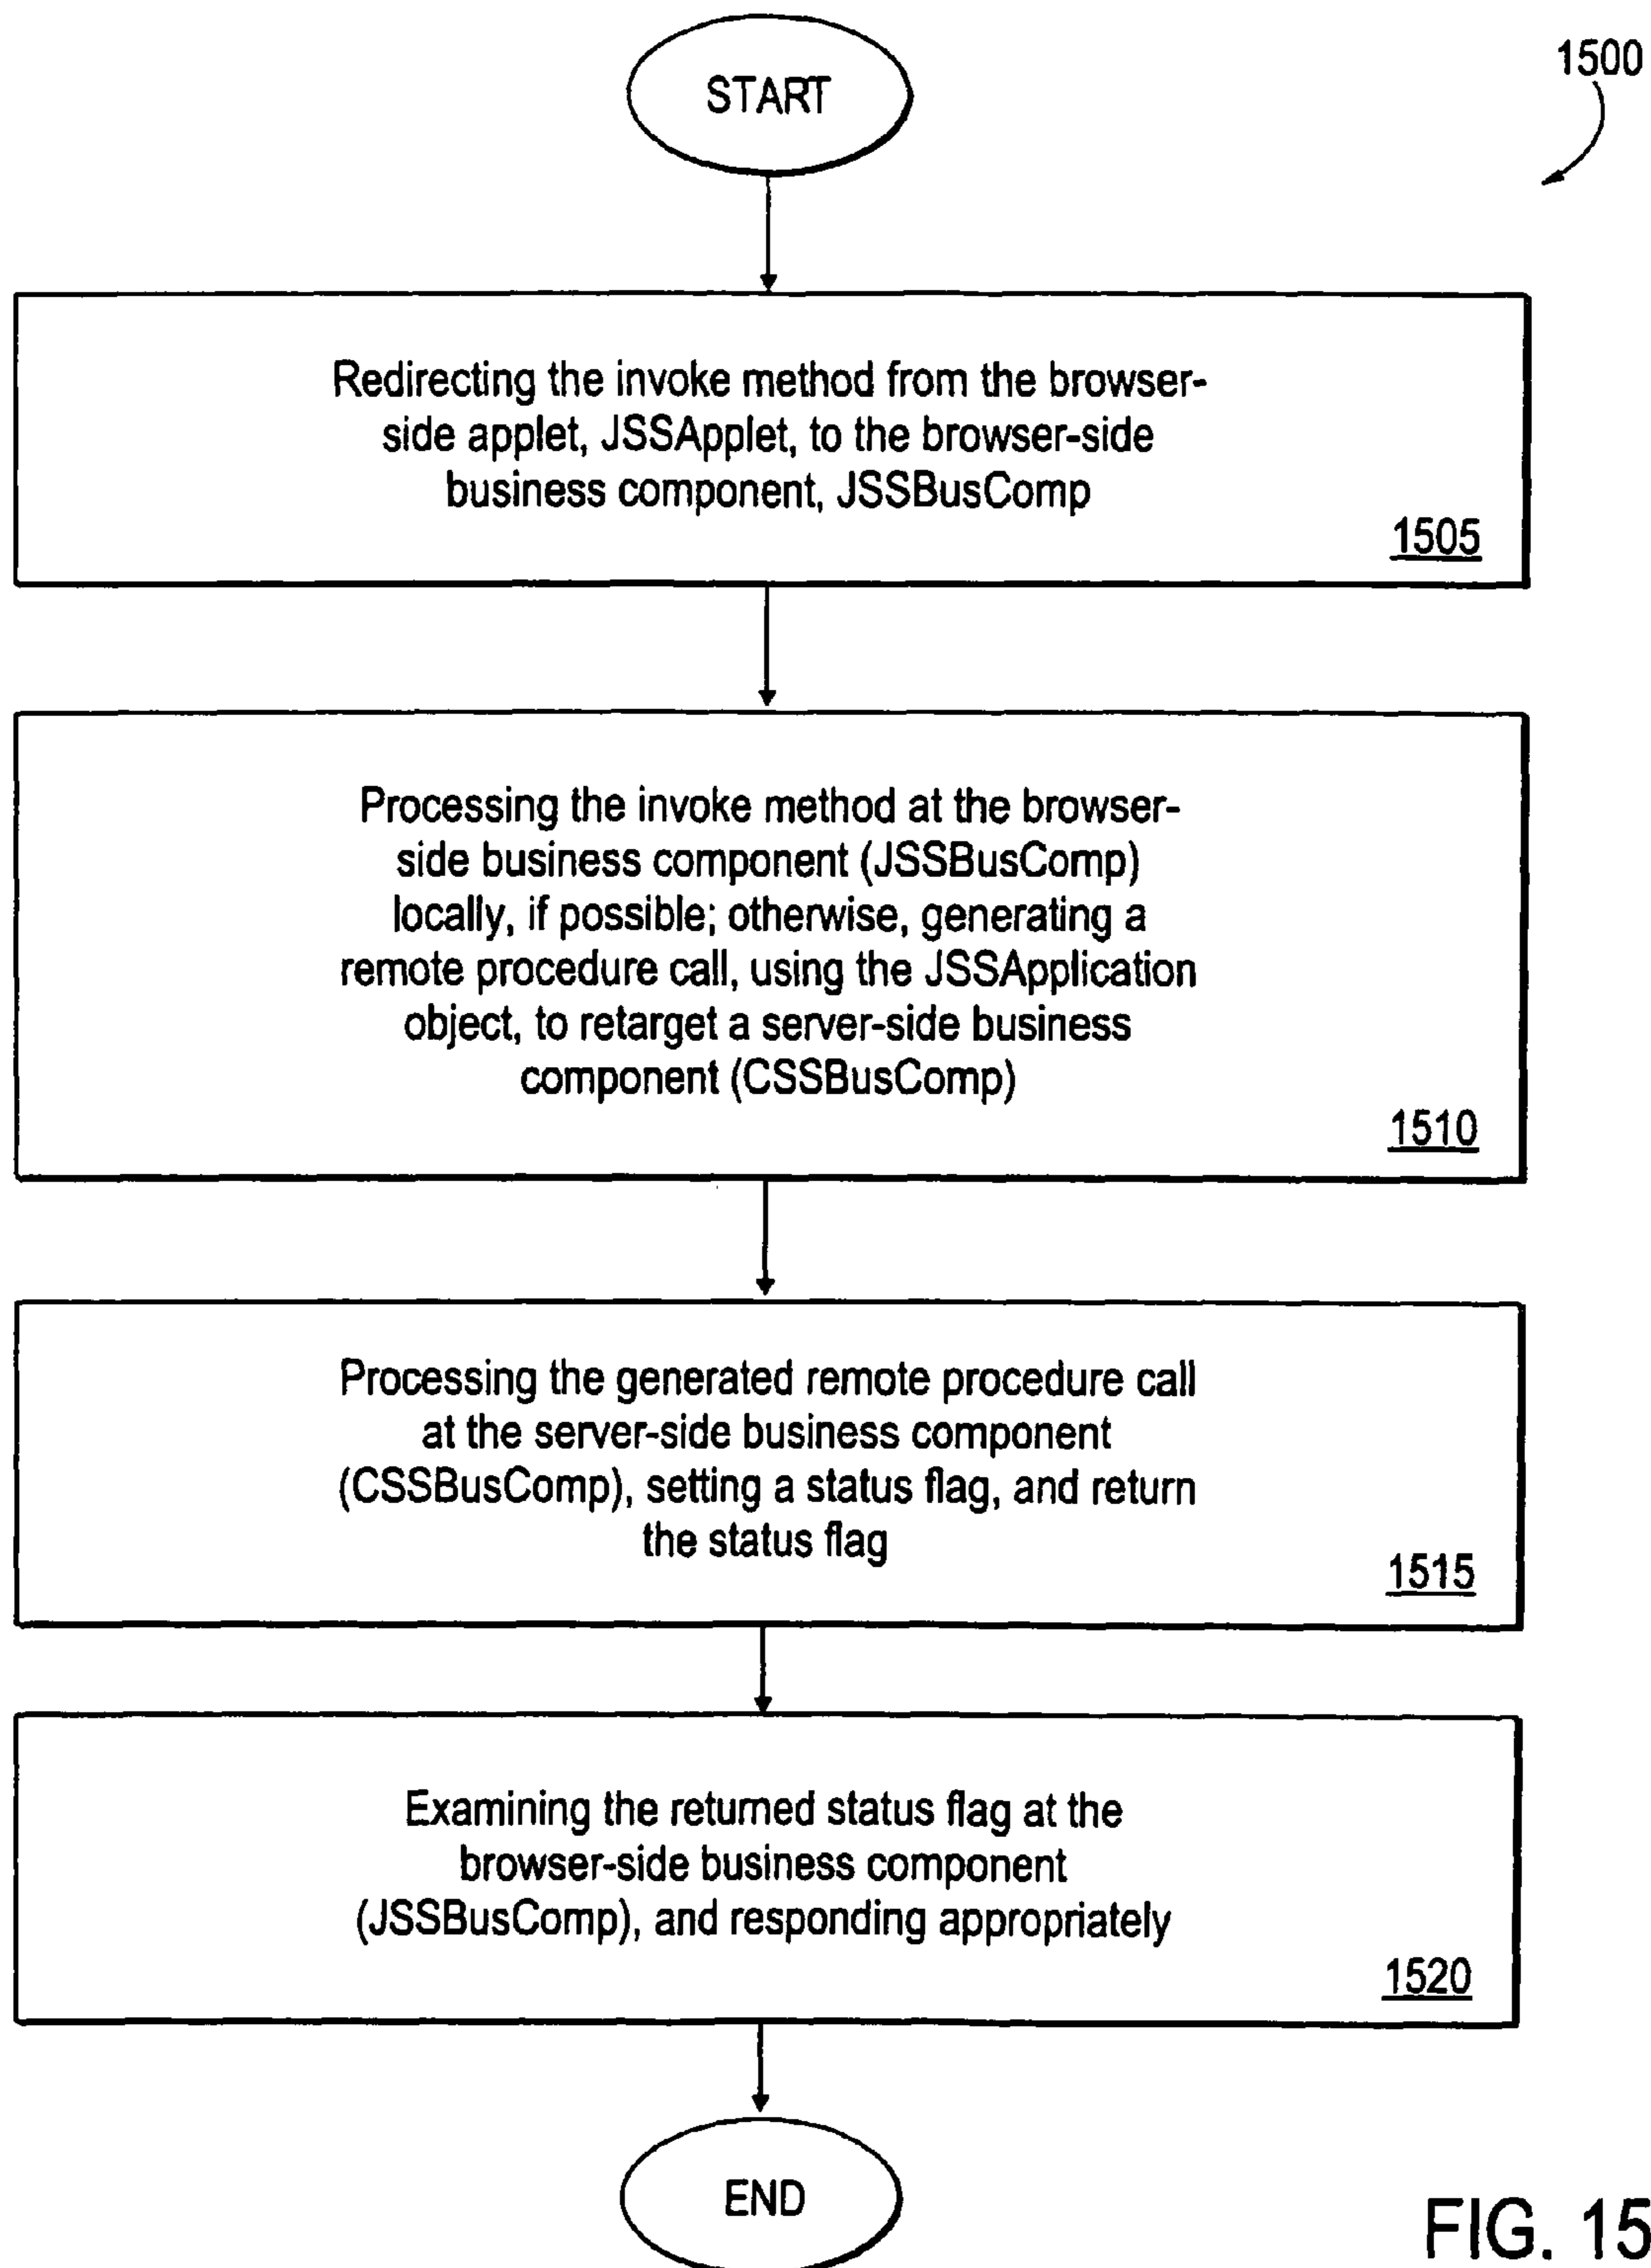 START
1500
Redirecting the invoke method from the browser-
side applet, JSSApplet, to the browser-side
business component, JSSBusComp
1505
Processing the invoke method at the browser-
side business component (JSSBusComp)
locally, if possible; otherwise, generating a
remote procedure call, using the JSSApplication
object, to retarget a server-side business
component (CSSBusComp)
1510
Processing the generated remote procedure call
at the server-side business component
(CSSBusComp), setting a status flag, and return
the status flag
1515
Examining the returned status flag at the
browser-side business component
(JSSBusComp), and responding appropriately
1520
END
FIG. 15